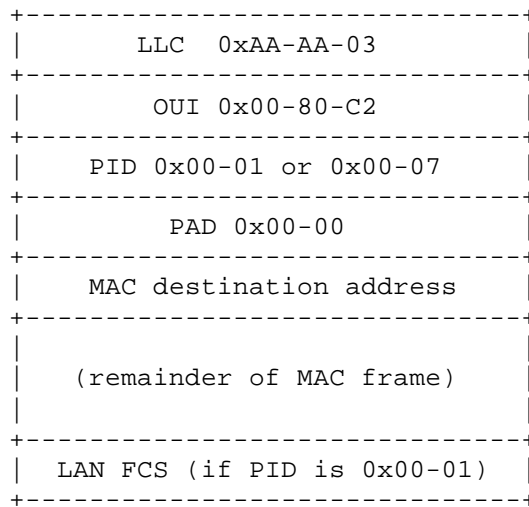 +-------------------------------+
|       LLC  0xAA-AA-03         |
+-------------------------------+
|        OUI 0x00-80-C2         |
+-------------------------------+
|    PID 0x00-01 or 0x00-07     |
+-------------------------------+
|         PAD 0x00-00           |
+-------------------------------+
|    MAC destination address    |
+-------------------------------+
|                               |
|   (remainder of MAC frame)    |
|                               |
+-------------------------------+
|  LAN FCS (if PID is 0x00-01)  |
+-------------------------------+